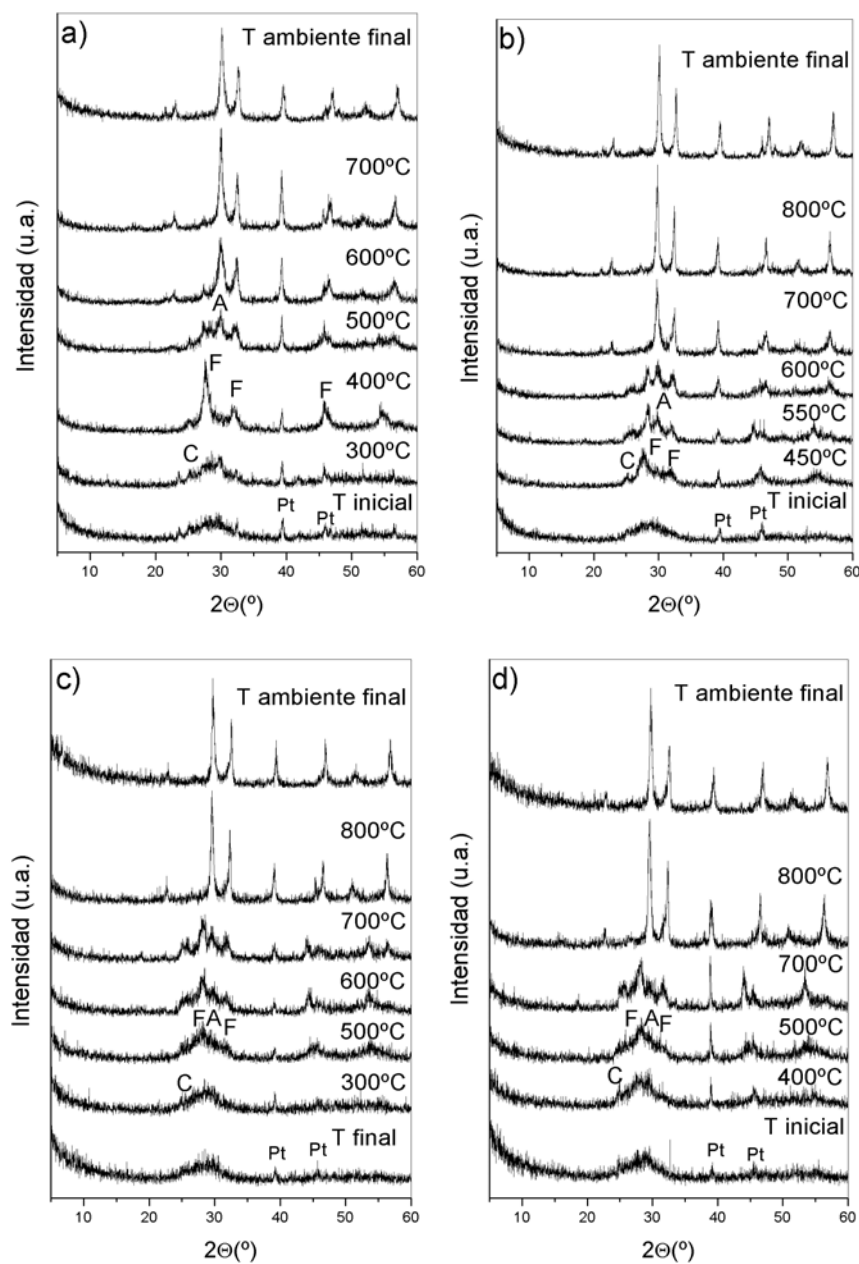 a)
T ambiente final
700ºC
600ºC
A
500ºC
F
F
F
400ºC
C
300ºC
T inicial
Pt
Pt
10 20 30 40 50 60
2Θ(º)
Intensidad (u.a.)
b)
T ambiente final
800ºC
700ºC
600ºC
A
550ºC
F
C
F
450ºC
T inicial
Pt
Pt
10 20 30 40 50 60
2Θ(º)
Intensidad (u.a.)
c)
T ambiente final
800ºC
700ºC
600ºC
F A F
500ºC
C
300ºC
T final
Pt
Pt
10 20 30 40 50 60
2Θ(º)
Intensidad (u.a.)
d)
T ambiente final
800ºC
700ºC
F A F
500ºC
C
400ºC
T inicial
Pt
Pt
10 20 30 40 50 60
2Θ(º)
Intensidad (u.a.)